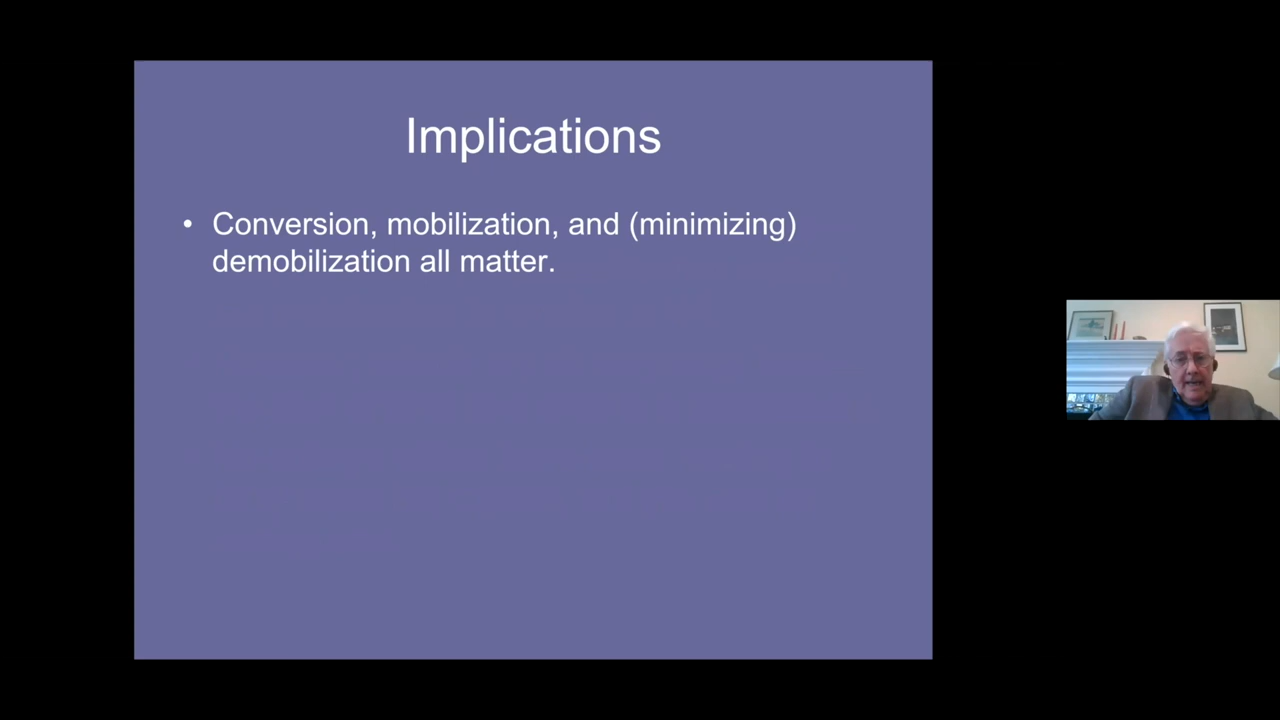 Implications
• Conversion, mobilization, and (minimizing)
demobilization all matter.